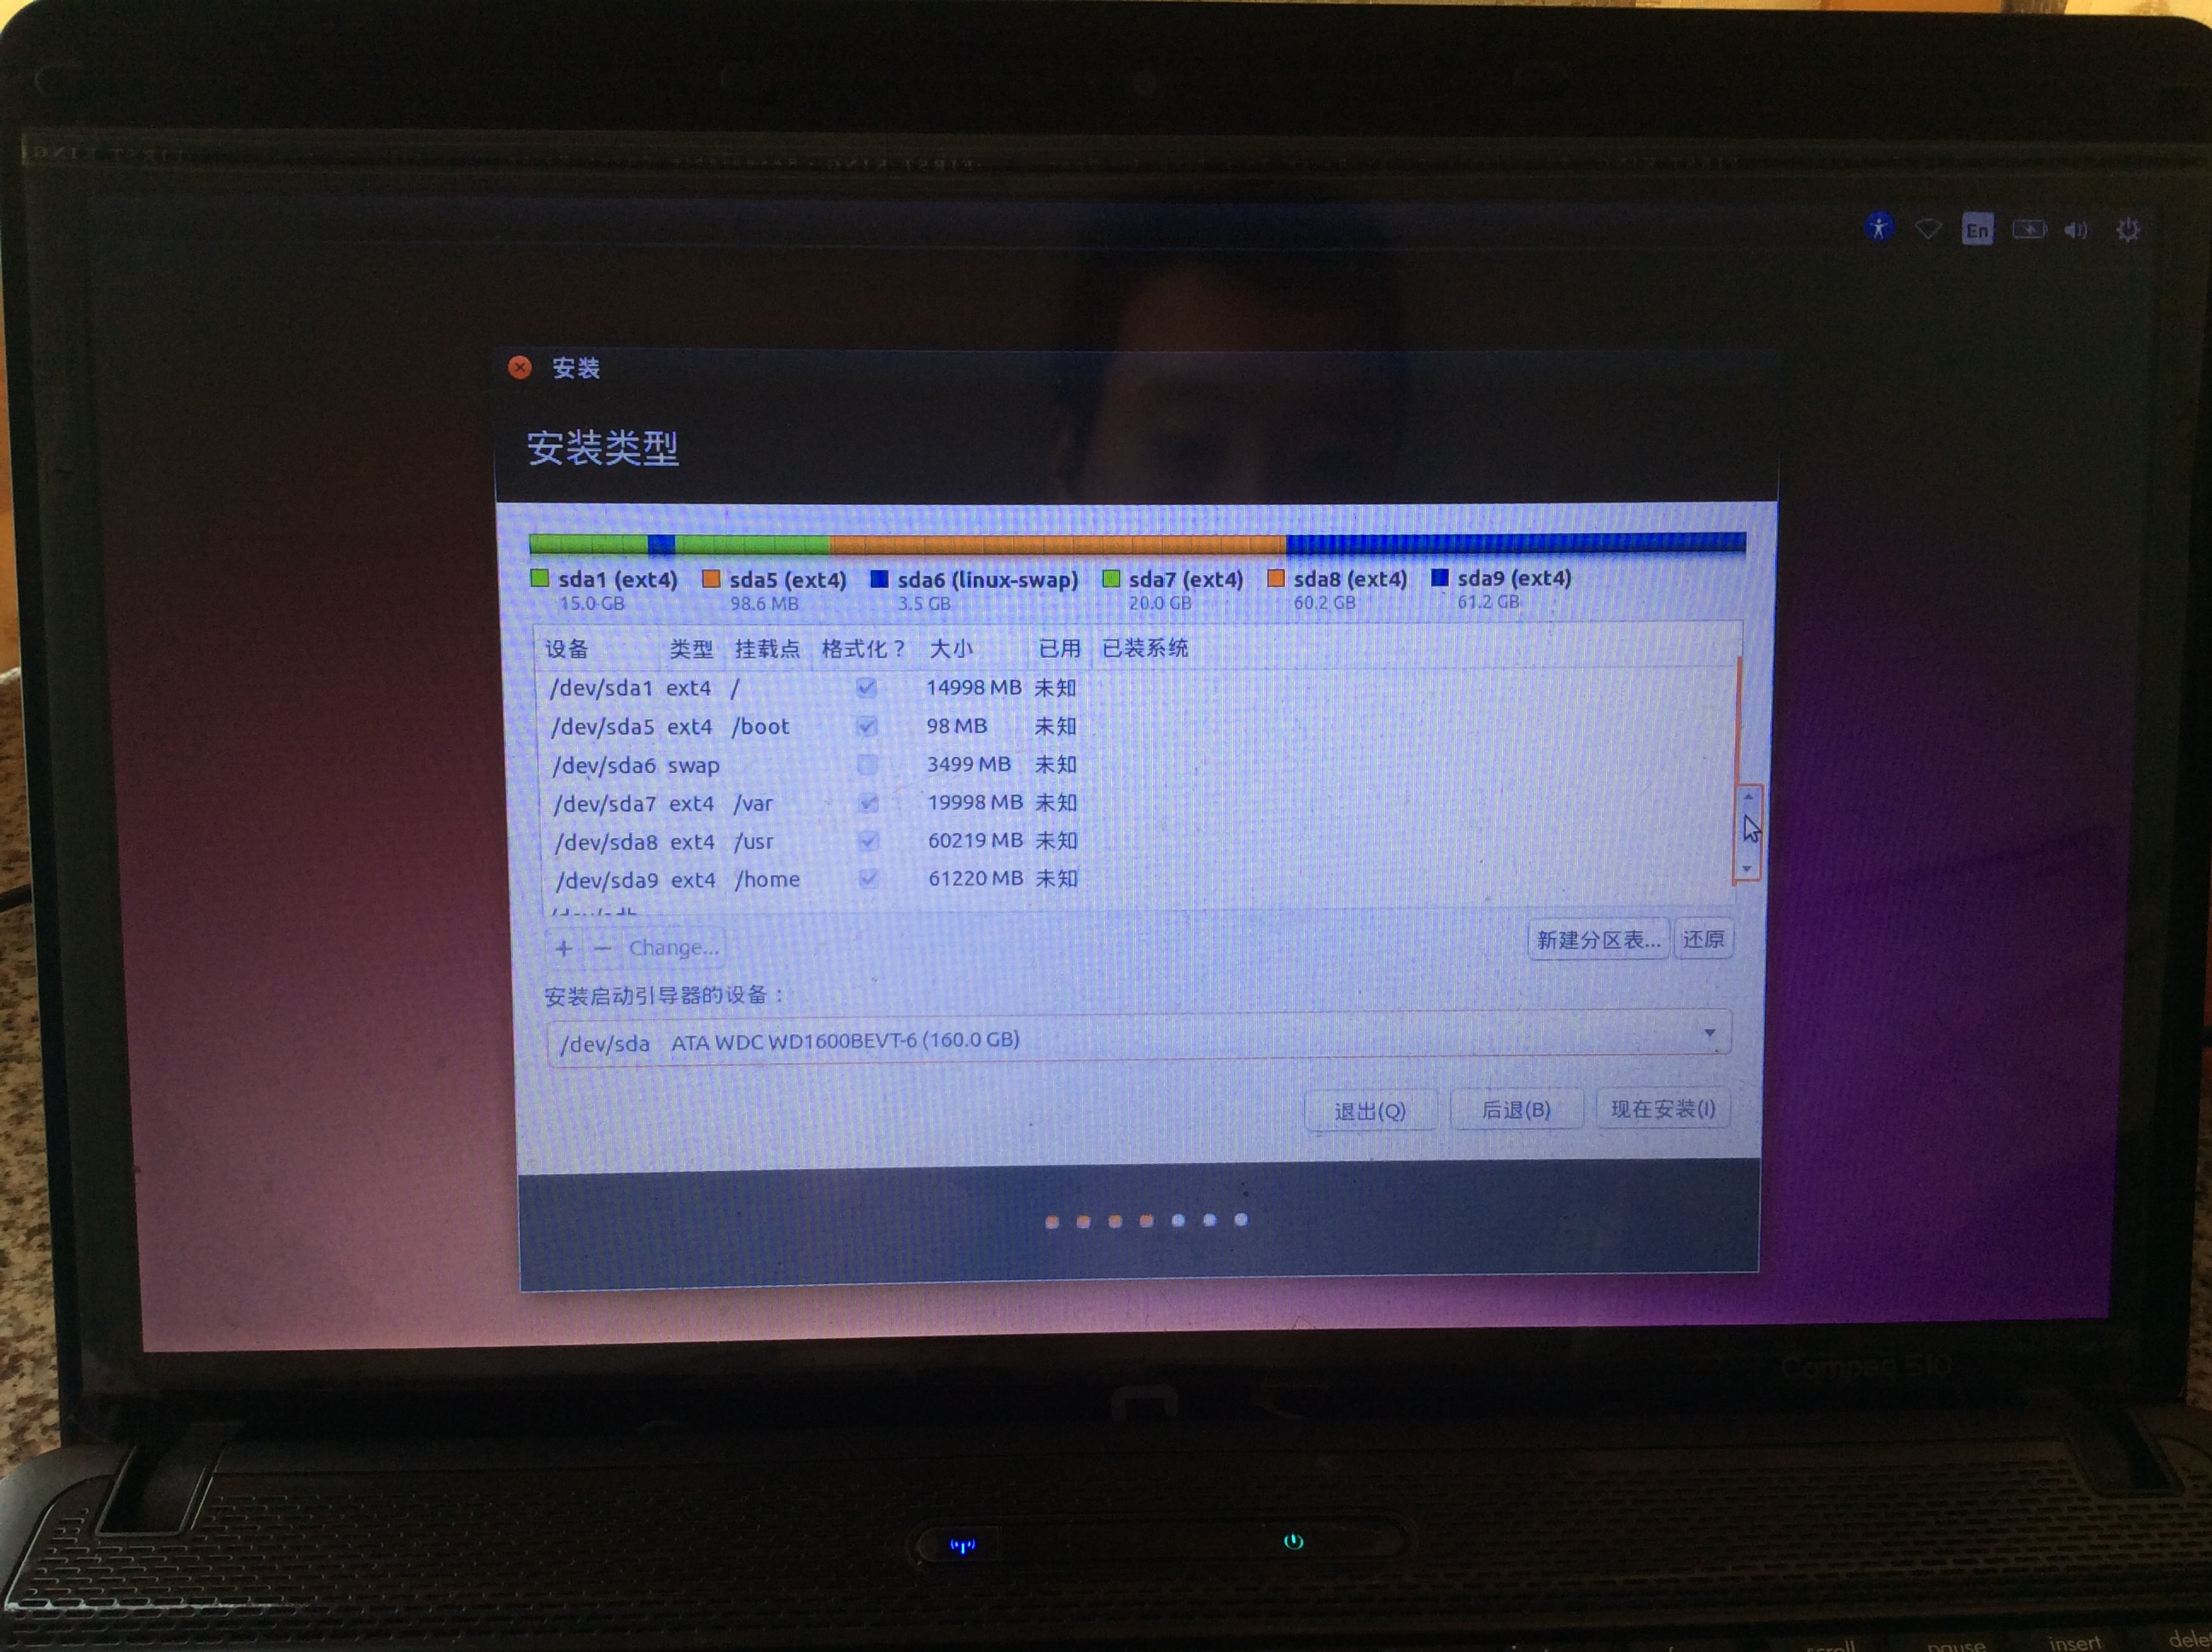 En
安装
安装类型
sda1 (ext4) sda5 (ext4) sda6 (linux-swap) sda7 (ext4) sda8 (ext4) sda9 (ext4)
15.0 GB 98.6 MB 3.5 GB 20.0 GB 60.2 GB 61.2 GB
设备 类型 挂载点 格式化？ 大小 已用 已装系统
/dev/sda1 ext4 / 14998 MB 未知
/dev/sda5 ext4 /boot 98 MB 未知
/dev/sda6 swap 3499 MB 未知
/dev/sda7 ext4 /var 19998 MB 未知
/dev/sda8 ext4 /usr 60219 MB 未知
/dev/sda9 ext4 /home 61220 MB 未知
+ − Change... 新建分区表... 还原
安装启动引导器的设备：
/dev/sda ATA WDC WD1600BEVT-6 (160.0 GB)
退出(Q) 后退(B) 现在安装(I)
Compaq 510
scroll pause insert